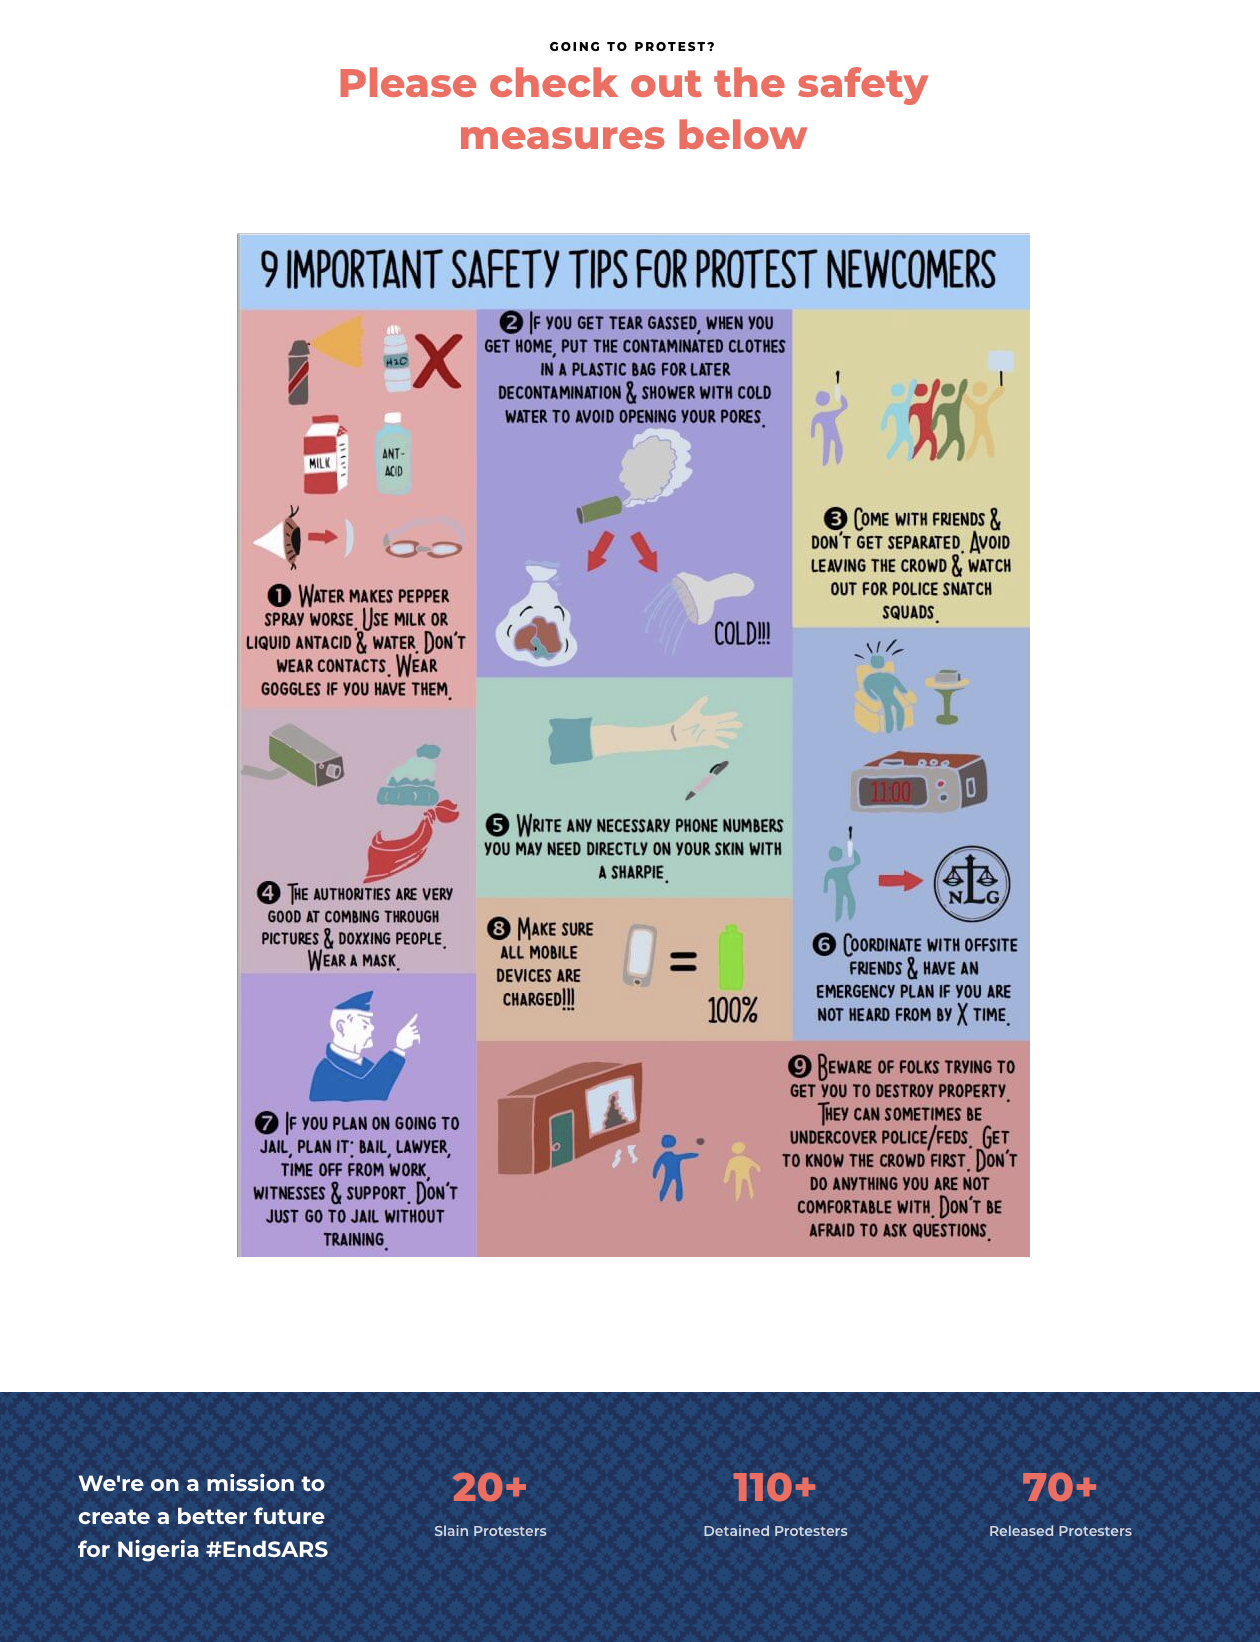 GOING TO PROTEST?
Please check out the safety
measures below
9 IMPORTANT SAFETY TIPS FOR PROTEST NEWCOMERS
H2O
MILK
ANT-
ACID
1 WATER MAKES PEPPER
SPRAY WORSE. USE MILK OR
LIQUID ANTACID & WATER. DON'T
WEAR CONTACTS. WEAR
GOGGLES IF YOU HAVE THEM.
2 IF YOU GET TEAR GASSED, WHEN YOU
GET HOME, PUT THE CONTAMINATED CLOTHES
IN A PLASTIC BAG FOR LATER
DECONTAMINATION & SHOWER WITH COLD
WATER TO AVOID OPENING YOUR PORES.
COLD!!!
3 COME WITH FRIENDS &
DON'T GET SEPARATED. AVOID
LEAVING THE CROWD & WATCH
OUT FOR POLICE SNATCH
SQUADS.
4 THE AUTHORITIES ARE VERY
GOOD AT COMBING THROUGH
PICTURES & DOXXING PEOPLE.
WEAR A MASK.
5 WRITE ANY NECESSARY PHONE NUMBERS
YOU MAY NEED DIRECTLY ON YOUR SKIN WITH
A SHARPIE.
11:00
NLG
6 COORDINATE WITH OFFSITE
FRIENDS & HAVE AN
EMERGENCY PLAN IF YOU ARE
NOT HEARD FROM BY X TIME.
7 IF YOU PLAN ON GOING TO
JAIL, PLAN IT: BAIL, LAWYER,
TIME OFF FROM WORK,
WITNESSES & SUPPORT. DON'T
JUST GO TO JAIL WITHOUT
TRAINING.
8 MAKE SURE
ALL MOBILE
DEVICES ARE
CHARGED!!!
=
100%
9 BEWARE OF FOLKS TRYING TO
GET YOU TO DESTROY PROPERTY.
THEY CAN SOMETIMES BE
UNDERCOVER POLICE/FEDS. GET
TO KNOW THE CROWD FIRST. DON'T
DO ANYTHING YOU ARE NOT
COMFORTABLE WITH. DON'T BE
AFRAID TO ASK QUESTIONS.
We're on a mission to
create a better future
for Nigeria #EndSARS
20+
Slain Protesters
110+
Detained Protesters
70+
Released Protesters